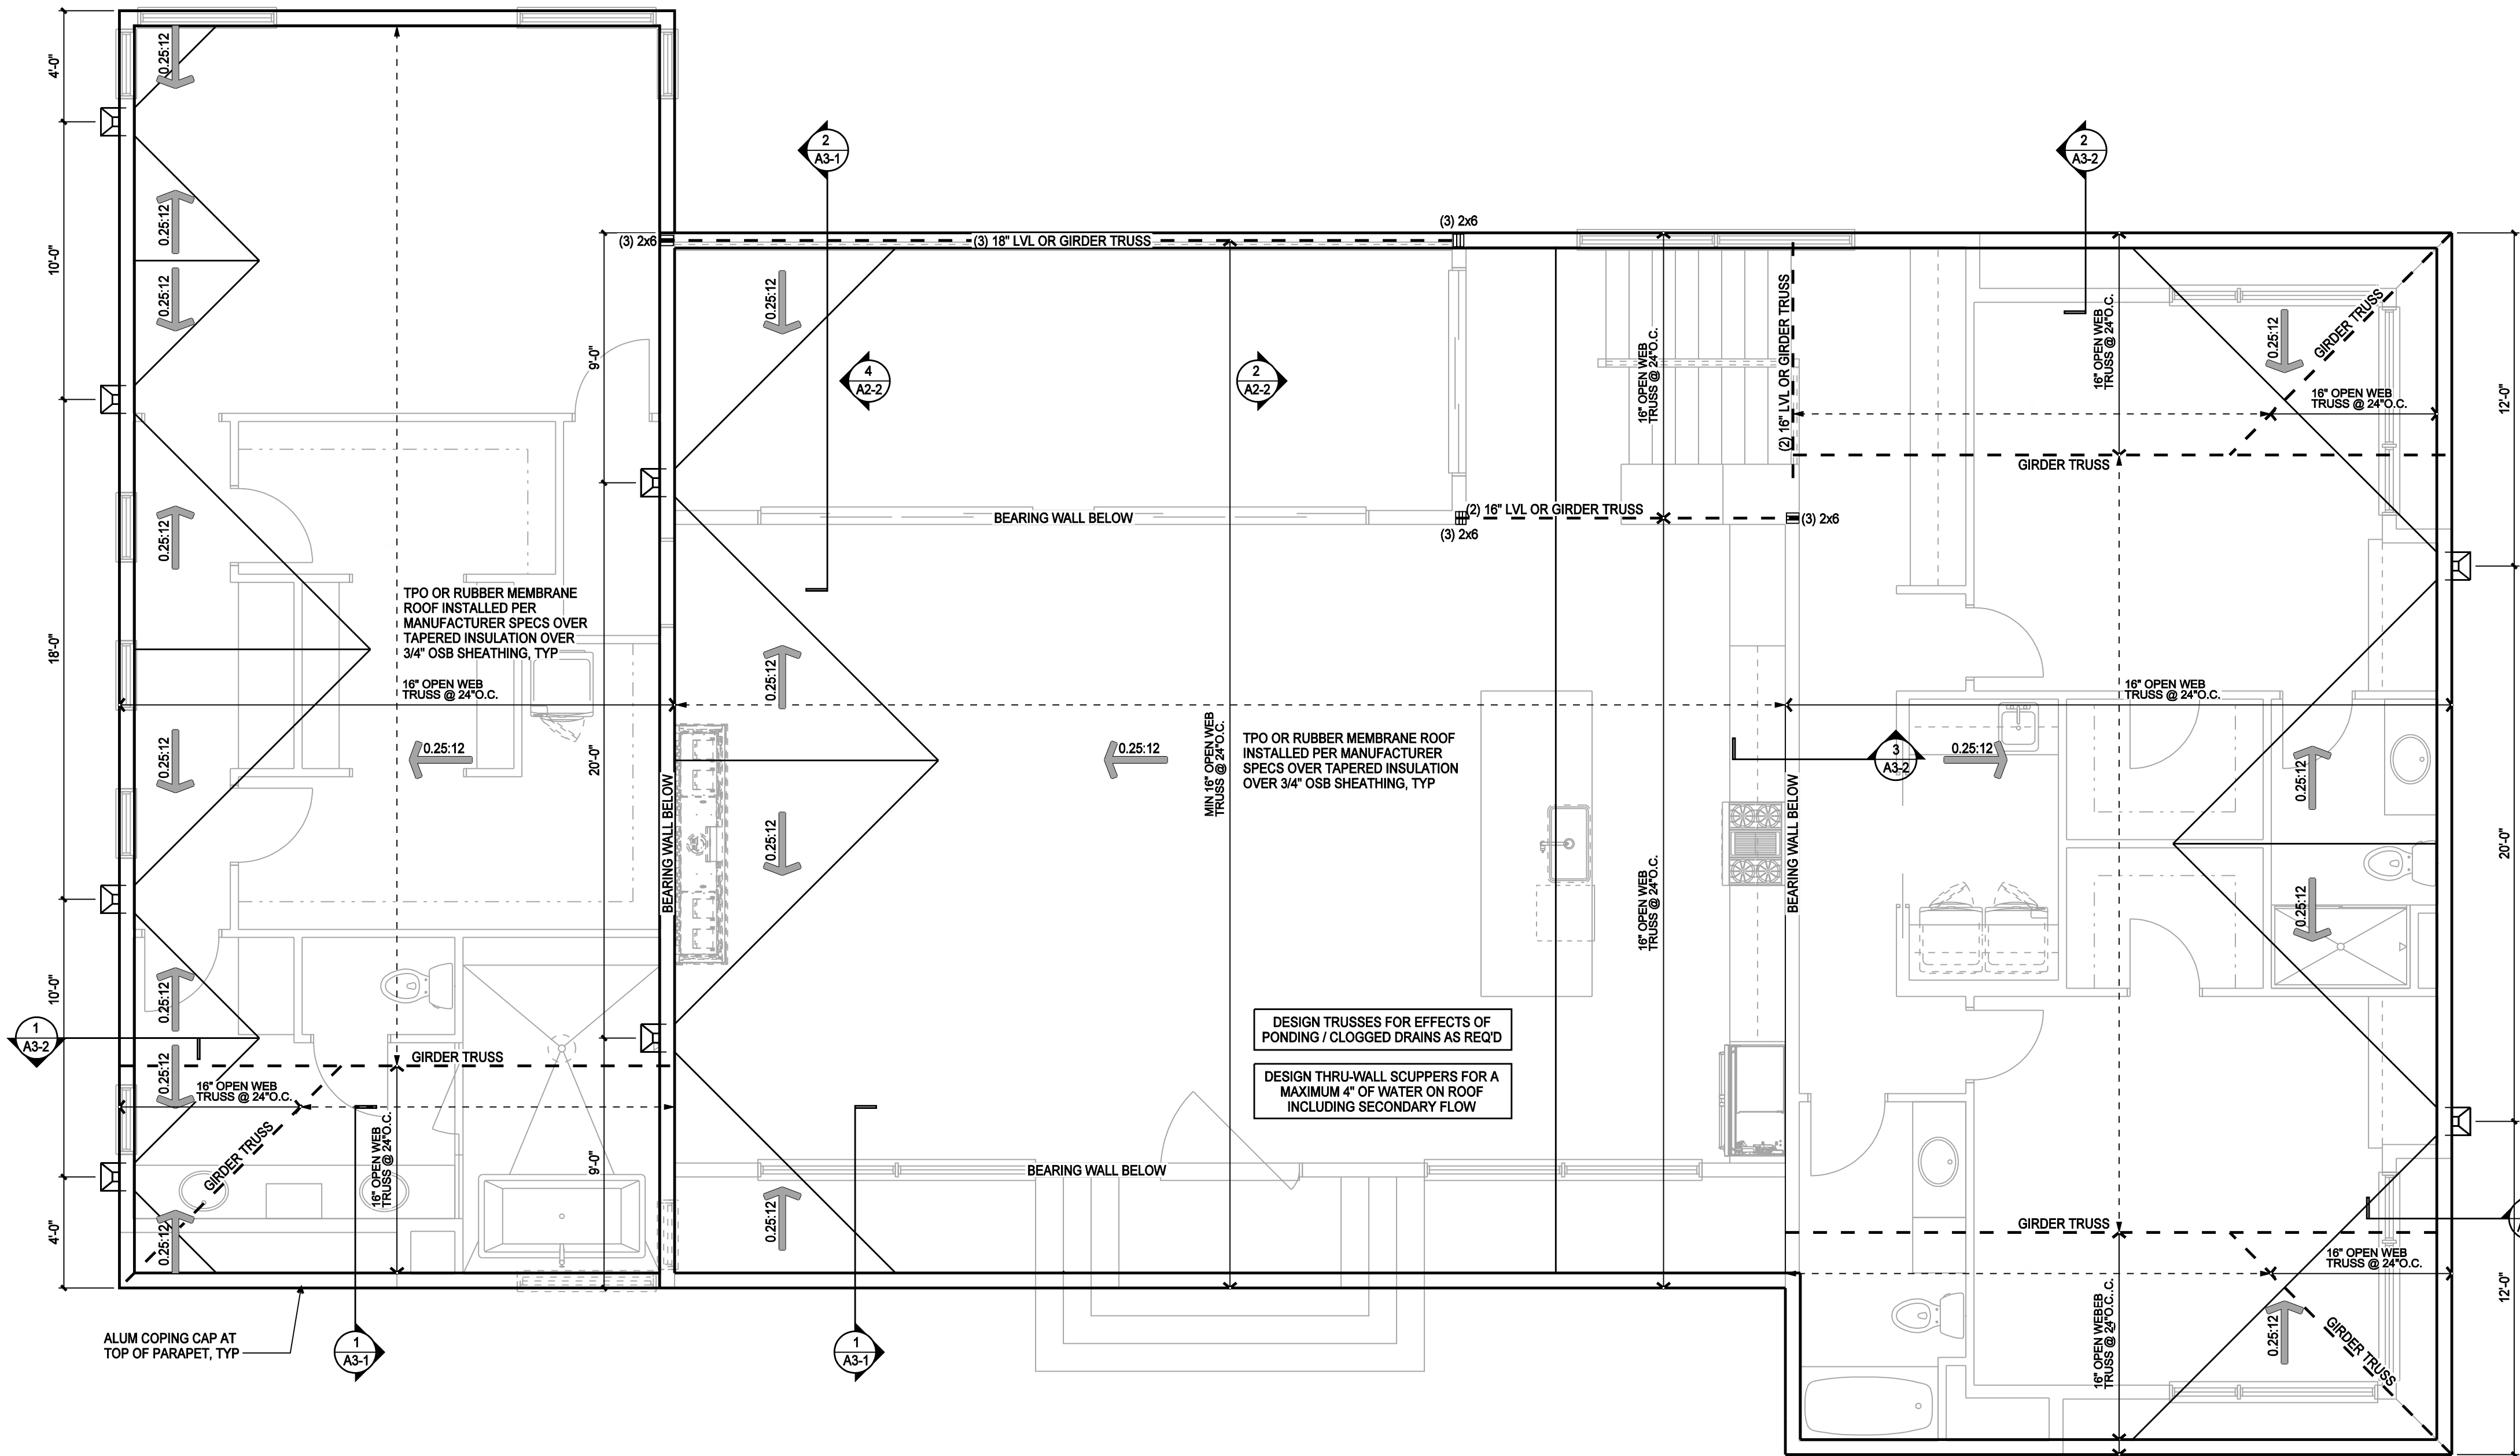 4'-0"
10'-0"
18'-0"
10'-0"
4'-0"
0.25:12
0.25:12
0.25:12
0.25:12
0.25:12
0.25:12
0.25:12
0.25:12
TPO OR RUBBER MEMBRANE
ROOF INSTALLED PER
MANUFACTURER SPECS OVER
TAPERED INSULATION OVER
3/4" OSB SHEATHING, TYP
16" OPEN WEB
TRUSS @ 24"O.C.
0.25:12
GIRDER TRUSS
16" OPEN WEB
TRUSS @ 24"O.C.
GIRDER TRUSS
16" OPEN WEB
TRUSS @ 24"O.C.
1
A3-2
ALUM COPING CAP AT
TOP OF PARAPET, TYP
1
A3-1
1
A3-1
2
A3-1
(3) 2x6
(3) 18" LVL OR GIRDER TRUSS
(3) 2x6
9'-0"
20'-0"
9'-0"
0.25:12
4
A2-2
2
A2-2
BEARING WALL BELOW
(2) 16" LVL OR GIRDER TRUSS
(3) 2x6
(3) 2x6
16" OPEN WEB
TRUSS @ 24"O.C.
(2) 16" LVL OR GIRDER TRUSS
0.25:12
0.25:12
0.25:12
BEARING WALL BELOW
MIN 16" OPEN WEB
TRUSS @ 24"O.C.
0.25:12
TPO OR RUBBER MEMBRANE ROOF
INSTALLED PER MANUFACTURER
SPECS OVER TAPERED INSULATION
OVER 3/4" OSB SHEATHING, TYP
16" OPEN WEB
TRUSS @ 24"O.C.
DESIGN TRUSSES FOR EFFECTS OF
PONDING / CLOGGED DRAINS AS REQ'D
DESIGN THRU-WALL SCUPPERS FOR A
MAXIMUM 4" OF WATER ON ROOF
INCLUDING SECONDARY FLOW
BEARING WALL BELOW
BEARING WALL BELOW
2
A3-2
16" OPEN WEB
TRUSS @ 24"O.C.
0.25:12
GIRDER TRUSS
16" OPEN WEB
TRUSS @ 24"O.C.
GIRDER TRUSS
16" OPEN WEB
TRUSS @ 24"O.C.
3
A3-2
0.25:12
0.25:12
0.25:12
GIRDER TRUSS
16" OPEN WEB
TRUSS @ 24"O.C.
16" OPEN WEBEB
TRUSS @ 24"O.C..C.
0.25:12
GIRDER TRUSS
12'-0"
20'-0"
12'-0"